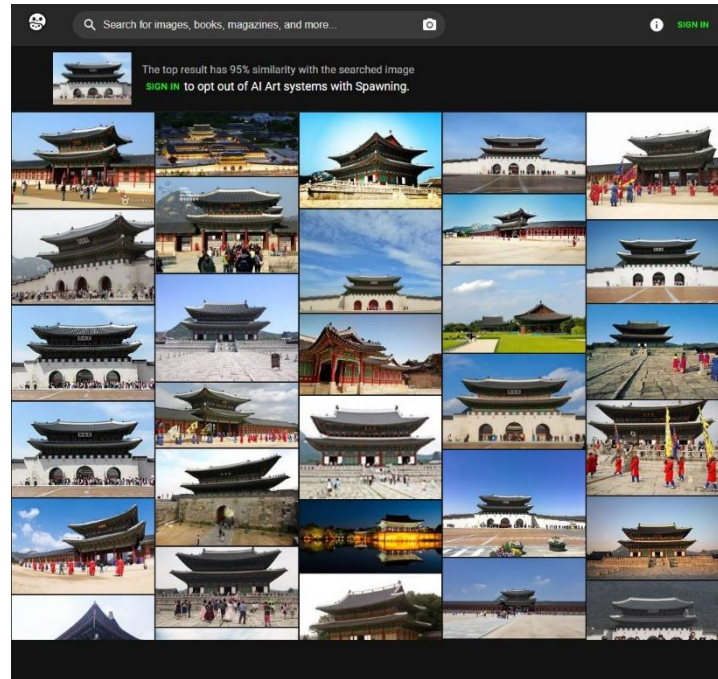 Search for images, books, magazines, and more...
SIGN IN
The top result has 95% similarity with the searched image
SIGN IN to opt out of AI Art systems with Spawning.